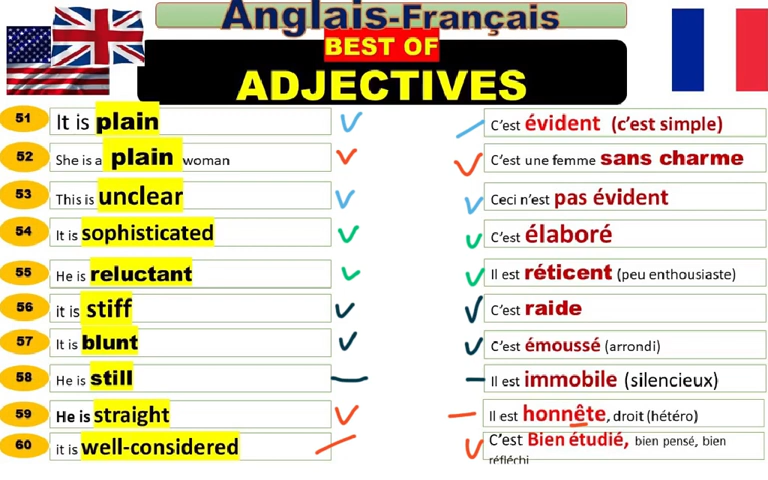 Anglais-Français
BEST OF
ADJECTIVES
51 It is plain C'est évident (c'est simple)
52 She is a plain woman C'est une femme sans charme
53 This is unclear Ceci n'est pas évident
54 It is sophisticated C'est élaboré
55 He is reluctant Il est réticent (peu enthousiaste)
56 it is stiff C'est raide
57 It is blunt C'est émoussé (arrondi)
58 He is still Il est immobile (silencieux)
59 He is straight Il est honnête, droit (hétéro)
60 it is well-considered C'est Bien étudié, bien pensé, bien
réfléchi